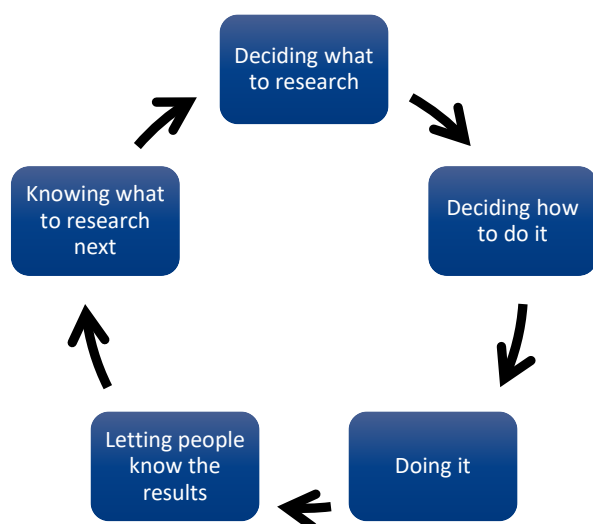 Deciding what
to research
Deciding how
to do it
Doing it
Letting people
know the
results
Knowing what
to research
next